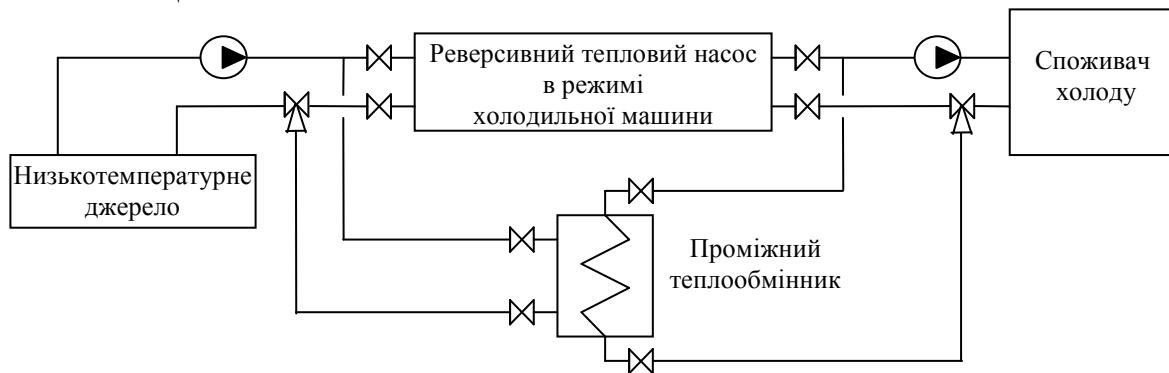 Реверсивний тепловий насос
в режимі
холодильної машини
Споживач
холоду
Низькотемпературне
джерело
Проміжний
теплообмінник